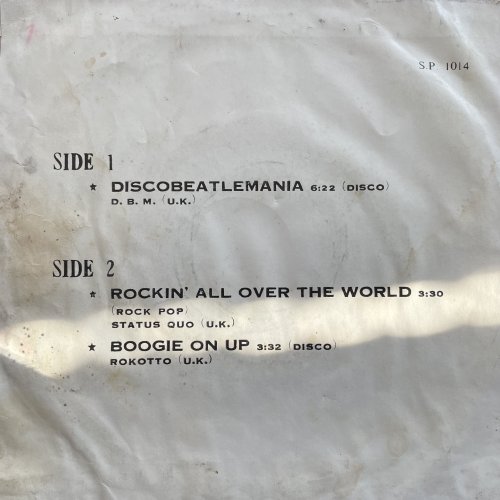 S.P. 1014
SIDE 1
★ DISCOBEATLEMANIA 6:22 (DISCO)
D. B. M. (U.K.)
SIDE 2
★ ROCKIN' ALL OVER THE WORLD 3:30
(ROCK POP)
STATUS QUO (U.K.)
★ BOOGIE ON UP 3:32 (DISCO)
ROKOTTO (U.K.)